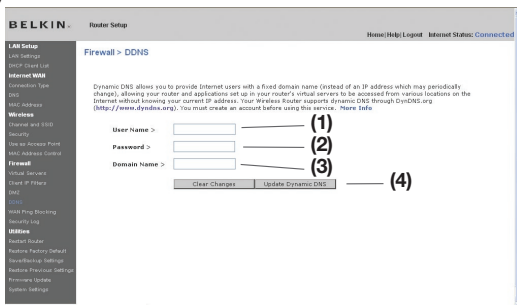 BELKIN®
Router Setup
Home|Help|Logout Internet Status: Connected
LAN Setup
LAN Settings
DHCP Client List
Internet WAN
Connection Type
DNS
MAC Address
Wireless
Channel and SSID
Security
Use as Access Point
MAC Address Control
Firewall
Virtual Servers
Client IP Filters
DMZ
DDNS
WAN Ping Blocking
Security Log
Utilities
Restart Router
Restore Factory Default
Save/Backup Settings
Restore Previous Settings
Firmware Update
System Settings
Firewall > DDNS
Dynamic DNS allows you to provide Internet users with a fixed domain name (instead of an IP address which may periodically
change), allowing your router and applications set up in your router's virtual servers to be accessed from various locations on the
Internet without knowing your current IP address. Your Wireless Router supports dynamic DNS through DynDNS.org
(http://www.dyndns.org). You must create an account before using this service. More Info
User Name > (1)
Password > (2)
Domain Name > (3)
Clear Changes Update Dynamic DNS (4)